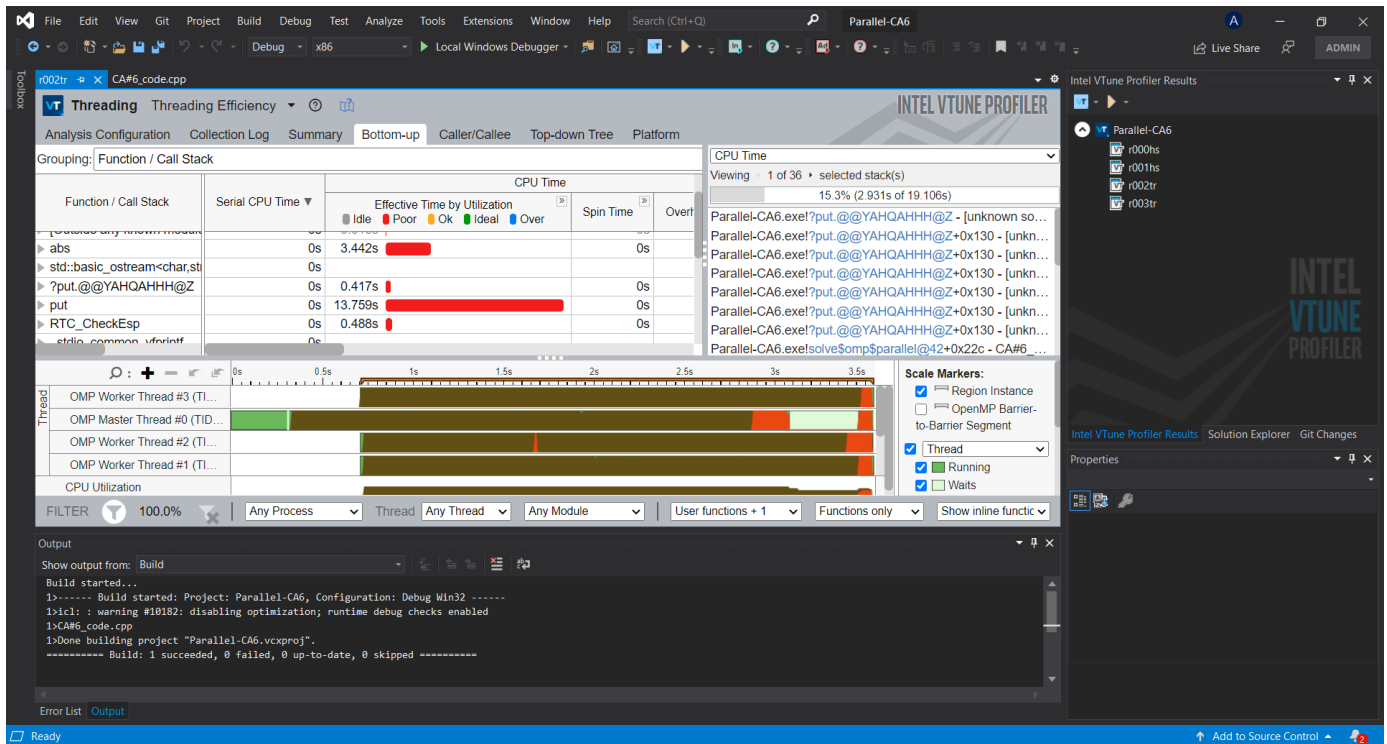 File Edit View Git Project Build Debug Test Analyze Tools Extensions Window Help Search (Ctrl+Q) Parallel-CA6 A
Debug x86 Local Windows Debugger Live Share ADMIN
Toolbox
r002tr CA#6_code.cpp
VT Threading Threading Efficiency INTEL VTUNE PROFILER
Analysis Configuration Collection Log Summary Bottom-up Caller/Callee Top-down Tree Platform
Grouping: Function / Call Stack
Function / Call Stack Serial CPU Time ▼ CPU Time
Effective Time by Utilization Spin Time Overh
Idle Poor Ok Ideal Over
abs 0s 3.442s 0s
std::basic_ostream<char,st 0s
?put.@@YAHQAHHH@Z 0s 0.417s 0s
put 0s 13.759s 0s
RTC_CheckEsp 0s 0.488s 0s
CPU Time
Viewing 1 of 36 selected stack(s)
15.3% (2.931s of 19.106s)
Parallel-CA6.exe!?put.@@YAHQAHHH@Z - [unknown so...
Parallel-CA6.exe!?put.@@YAHQAHHH@Z+0x130 - [unkn...
Parallel-CA6.exe!?put.@@YAHQAHHH@Z+0x130 - [unkn...
Parallel-CA6.exe!?put.@@YAHQAHHH@Z+0x130 - [unkn...
Parallel-CA6.exe!?put.@@YAHQAHHH@Z+0x130 - [unkn...
Parallel-CA6.exe!?put.@@YAHQAHHH@Z+0x130 - [unkn...
Parallel-CA6.exe!?put.@@YAHQAHHH@Z+0x130 - [unkn...
Parallel-CA6.exe!solve$omp$parallel@42+0x22c - CA#6_...
0s 0.5s 1s 1.5s 2s 2.5s 3s 3.5s
Thread
OMP Worker Thread #3 (TI...
OMP Master Thread #0 (TID...
OMP Worker Thread #2 (TI...
OMP Worker Thread #1 (TI...
CPU Utilization
Scale Markers:
Region Instance
OpenMP Barrier-
to-Barrier Segment
Thread
Running
Waits
FILTER 100.0% Any Process Thread Any Thread Any Module User functions + 1 Functions only Show inline functic
Output
Show output from: Build
Build started...
1>------ Build started: Project: Parallel-CA6, Configuration: Debug Win32 ------
1>icl: : warning #10182: disabling optimization; runtime debug checks enabled
1>CA#6_code.cpp
1>Done building project "Parallel-CA6.vcxproj".
========== Build: 1 succeeded, 0 failed, 0 up-to-date, 0 skipped ==========
Error List Output
Intel VTune Profiler Results
Parallel-CA6
r000hs
r001hs
r002tr
r003tr
INTEL
VTUNE
PROFILER
Intel VTune Profiler Results Solution Explorer Git Changes
Properties
Ready Add to Source Control 2